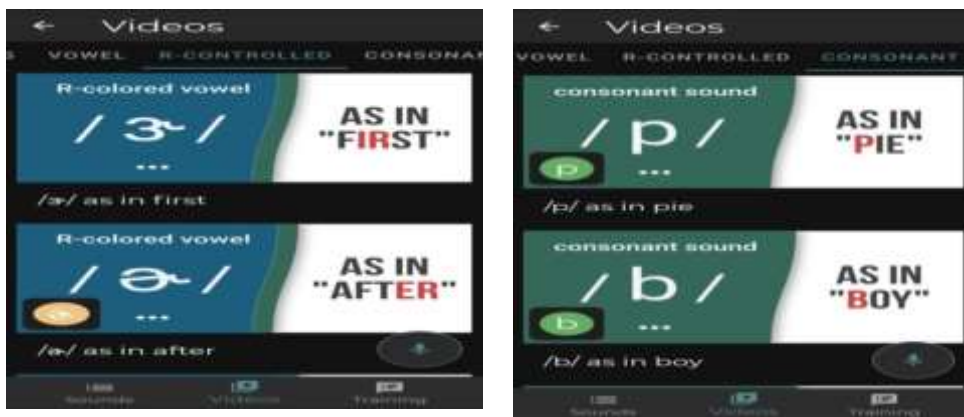 ← Videos
S VOWEL R-CONTROLLED CONSONA
R-colored vowel
/ ɝ /
...
AS IN
"FIRST"
/ɝ/ as in first
R-colored vowel
/ ɚ /
...
AS IN
"AFTER"
/ɚ/ as in after
Sounds Videos Training
← Videos
VOWEL R-CONTROLLED CONSONANT
consonant sound
/ p /
p
...
AS IN
"PIE"
/p/ as in pie
consonant sound
/ b /
b
...
AS IN
"BOY"
/b/ as in boy
Sounds Videos Training